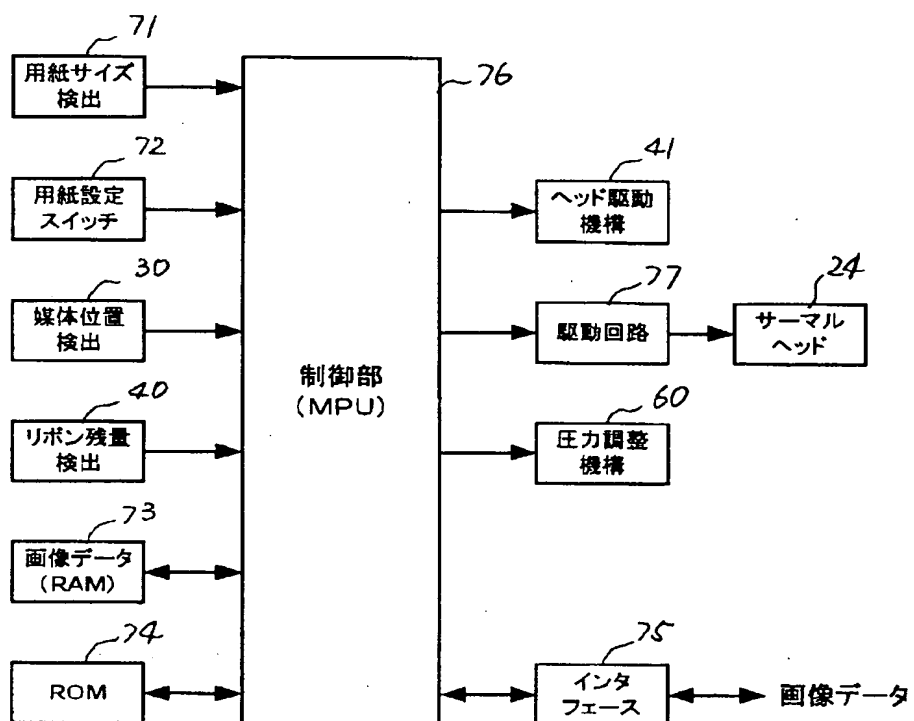 71
用紙サイズ
検出
72
用紙設定
スイッチ
30
媒体位置
検出
40
リボン残量
検出
73
画像データ
(RAM)
74
ROM
制御部
(MPU)
76
41
ヘッド駆動
機構
77
駆動回路
24
サーマル
ヘッド
60
圧力調整
機構
75
インタ
フェース
画像データ